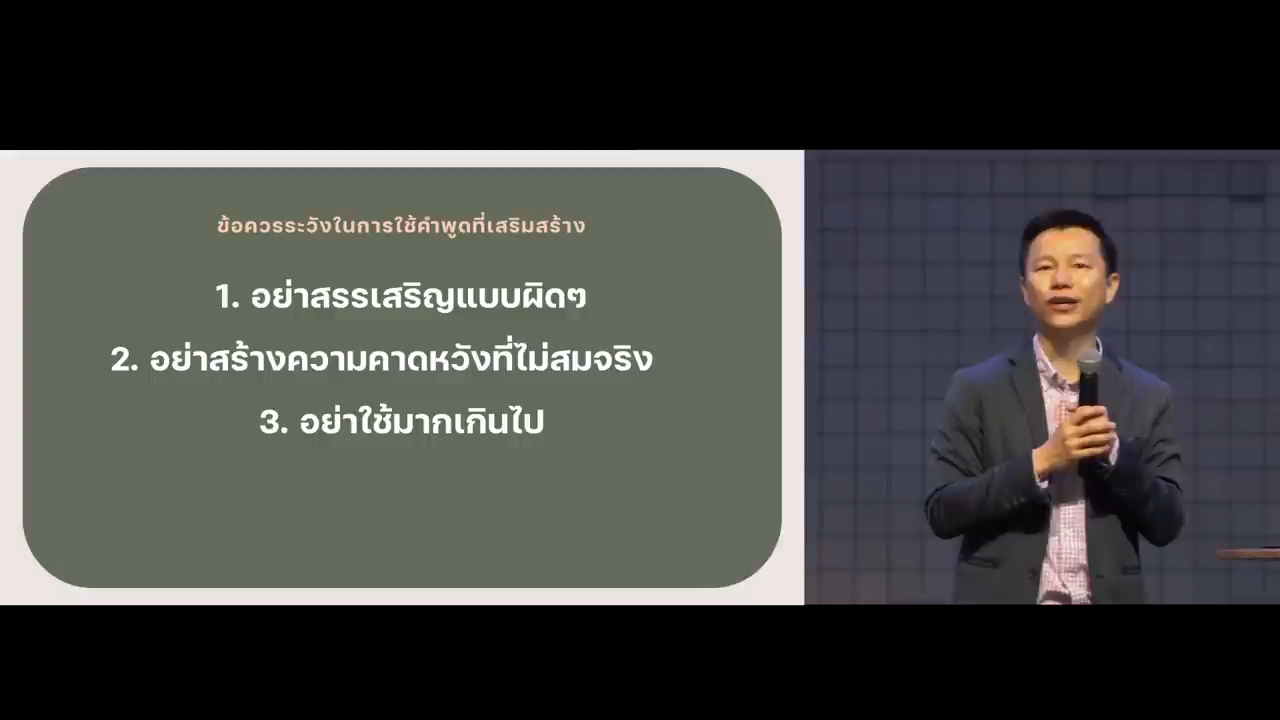 ข้อควรระวังในการใช้คำพูดที่เสริมสร้าง
1. อย่าสรรเสริญแบบผิดๆ
2. อย่าสร้างความคาดหวังที่ไม่สมจริง
3. อย่าใช้มากเกินไป